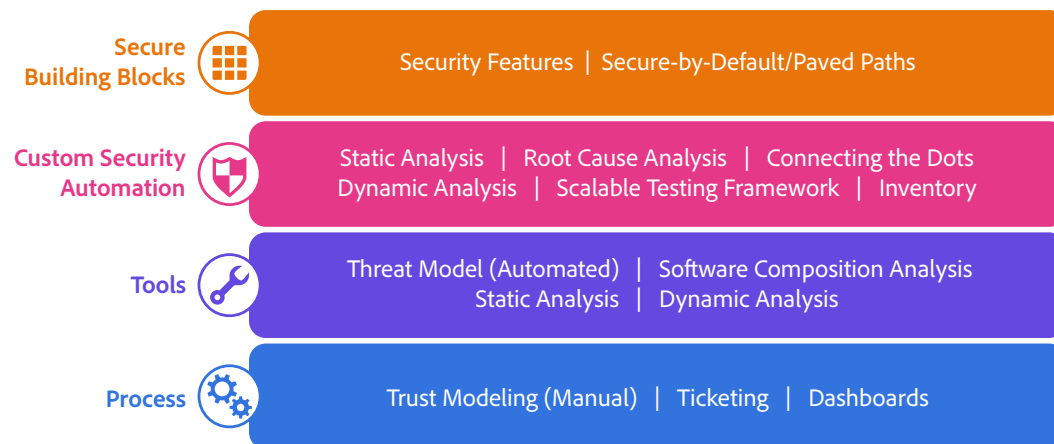 Secure
Building Blocks
Security Features | Secure-by-Default/Paved Paths
Custom Security
Automation
Static Analysis | Root Cause Analysis | Connecting the Dots
Dynamic Analysis | Scalable Testing Framework | Inventory
Tools
Threat Model (Automated) | Software Composition Analysis
Static Analysis | Dynamic Analysis
Process
Trust Modeling (Manual) | Ticketing | Dashboards